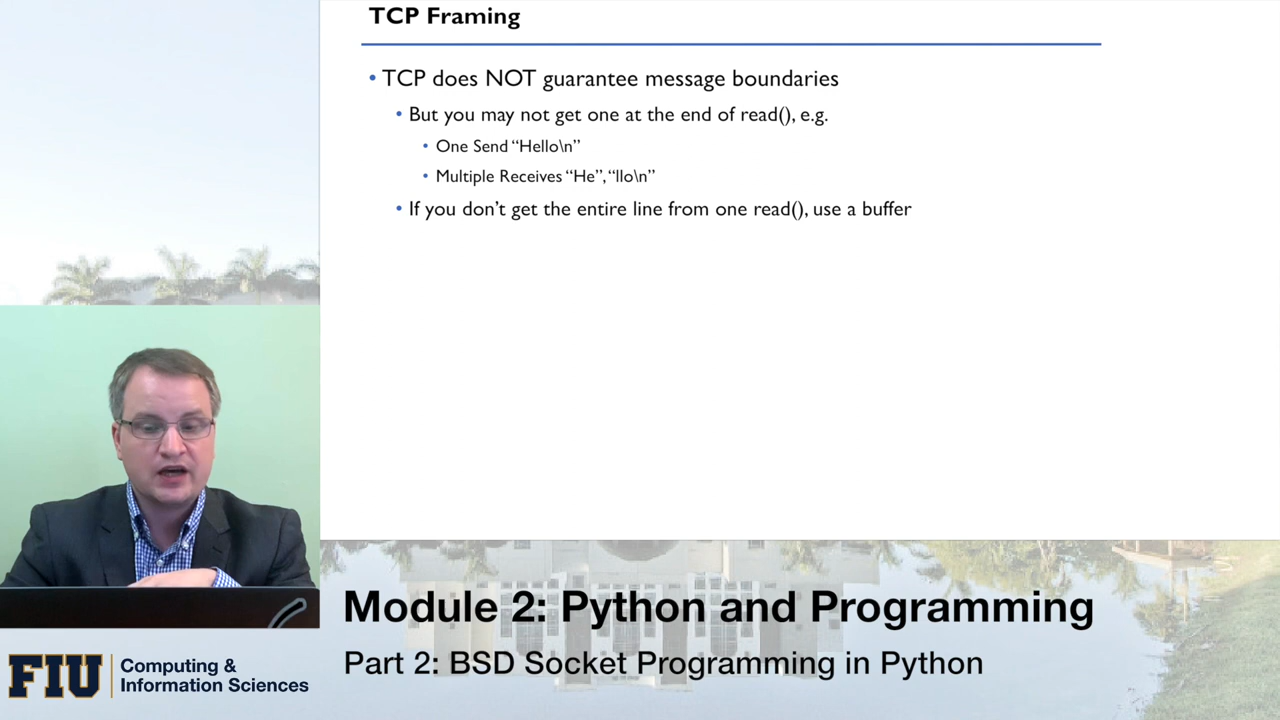 TCP Framing
• TCP does NOT guarantee message boundaries
• But you may not get one at the end of read(), e.g.
• One Send “Hello\n”
• Multiple Receives “He”, “llo\n”
• If you don’t get the entire line from one read(), use a buffer
Module 2: Python and Programming
Part 2: BSD Socket Programming in Python
FIU
Computing &
Information Sciences